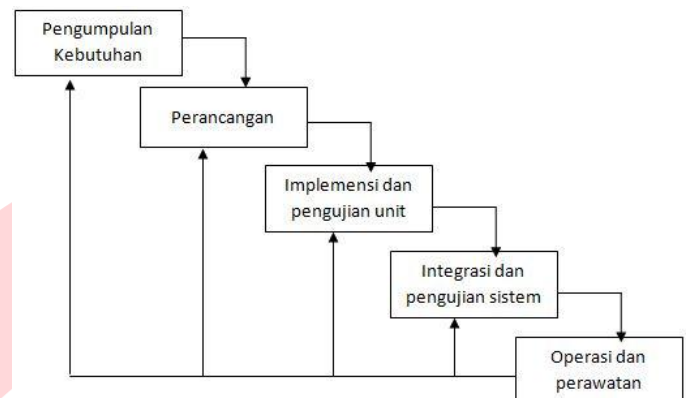 Pengumpulan
Kebutuhan
Perancangan
Implemensi dan
pengujian unit
Integrasi dan
pengujian sistem
Operasi dan
perawatan